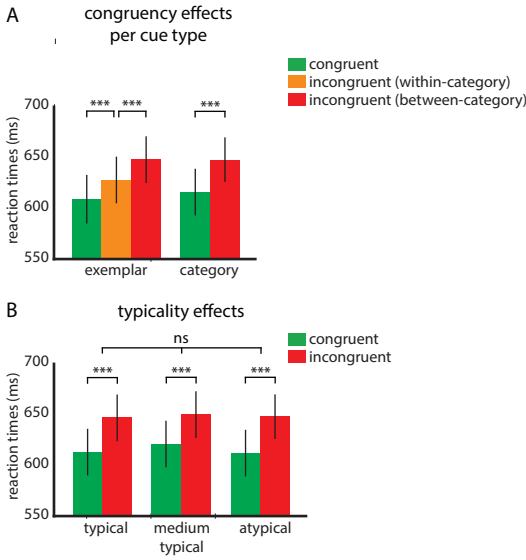 A
congruency effects
per cue type
congruent
incongruent (within-category)
incongruent (between-category)
700
650
600
550
reaction times (ms)
*** *** ***
exemplar category
B
typicality effects
congruent
incongruent
ns
700
650
600
550
reaction times (ms)
*** *** ***
typical medium atypical
typical